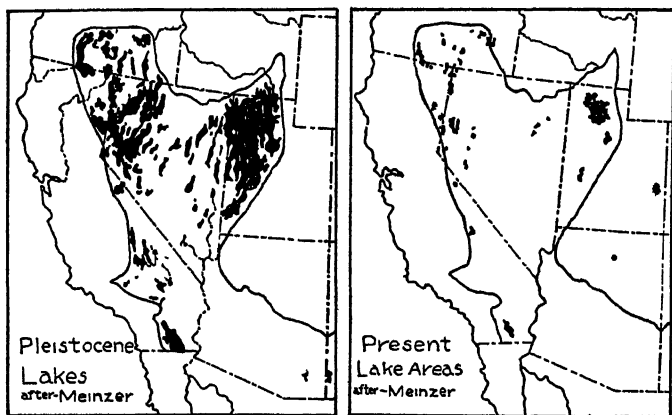 Pleistocene
Lakes
after-Meinzer
Present
Lake Areas
after-Meinzer